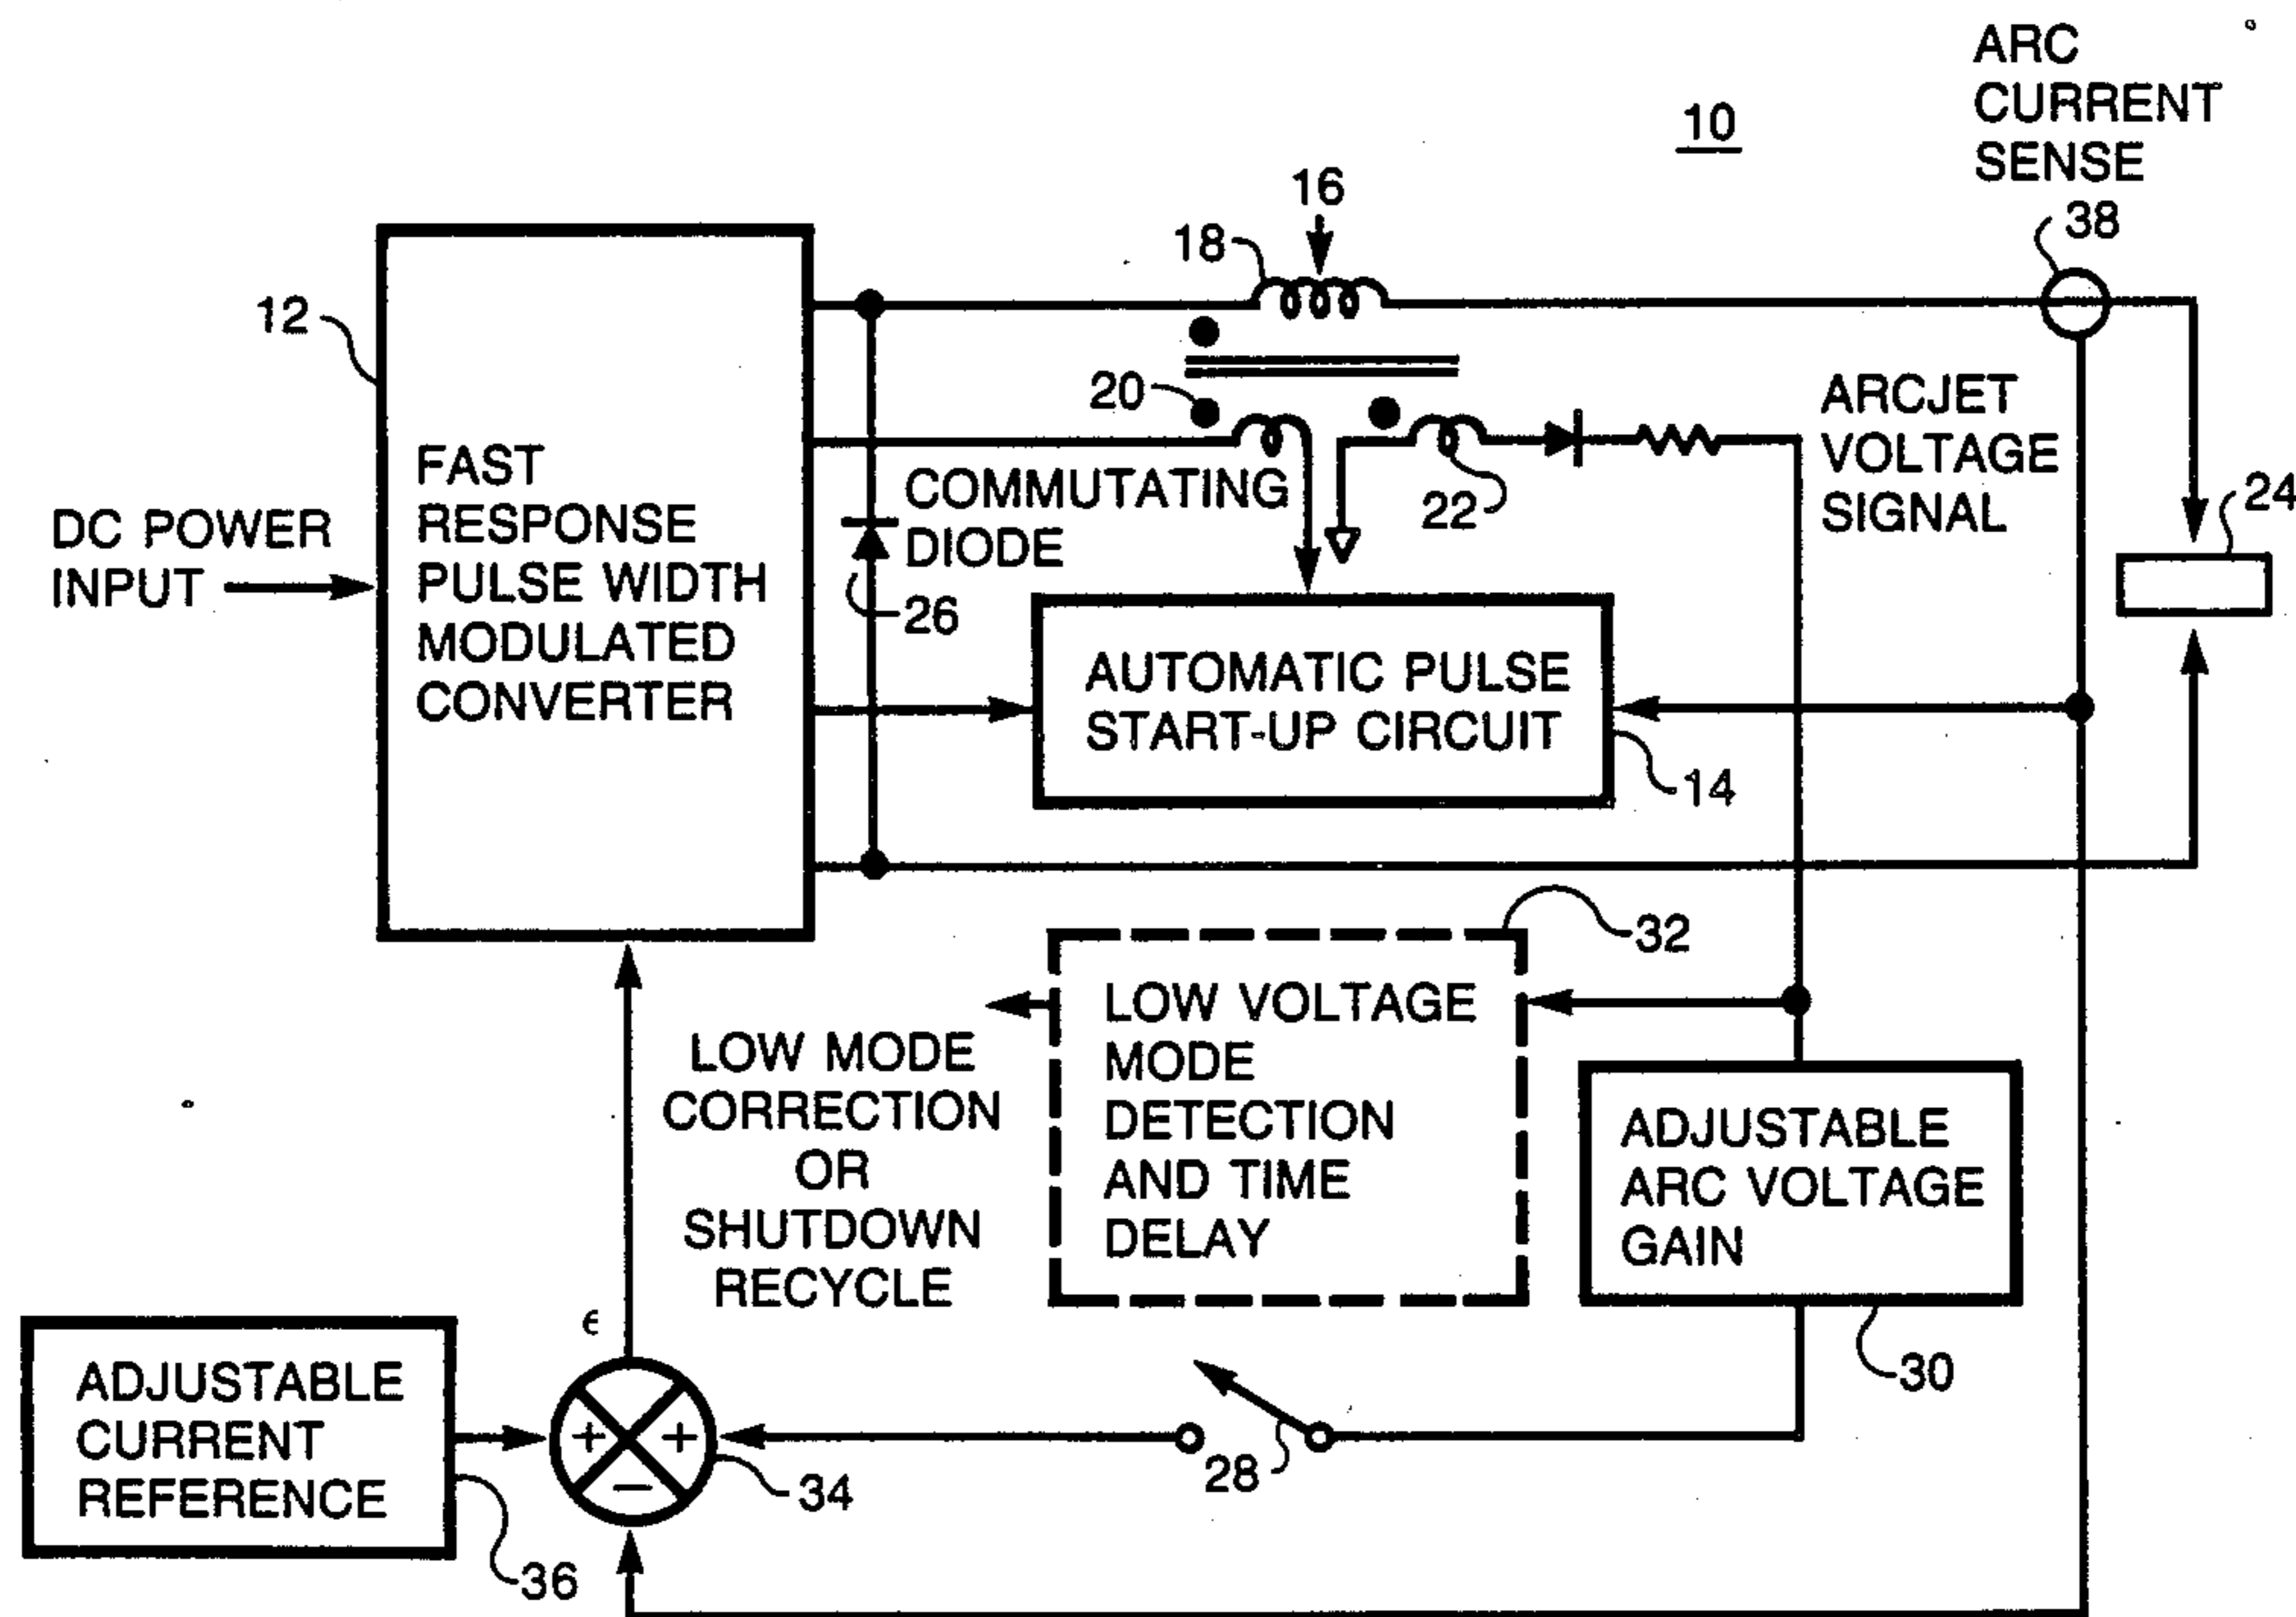 10
ARC
CURRENT
SENSE
38
16
18
12
20
22
ARCJET
VOLTAGE
SIGNAL
24
DC POWER
INPUT
FAST
RESPONSE
PULSE WIDTH
MODULATED
CONVERTER
COMMUTATING
DIODE
26
AUTOMATIC PULSE
START-UP CIRCUIT
14
32
LOW MODE
CORRECTION
OR
SHUTDOWN
RECYCLE
LOW VOLTAGE
MODE
DETECTION
AND TIME
DELAY
ADJUSTABLE
ARC VOLTAGE
GAIN
30
ϵ
ADJUSTABLE
CURRENT
REFERENCE
36
+ +
−
34
28